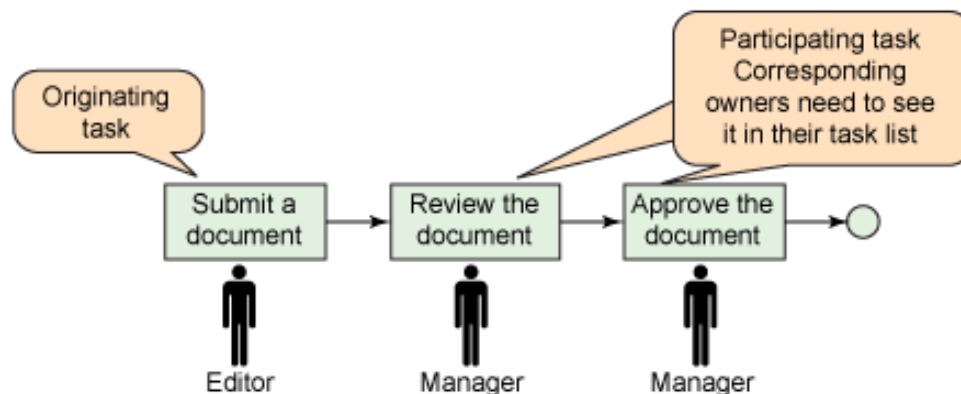 Originating
task
Participating task
Corresponding
owners need to see
it in their task list
Submit a
document
Review the
document
Approve the
document
Editor
Manager
Manager